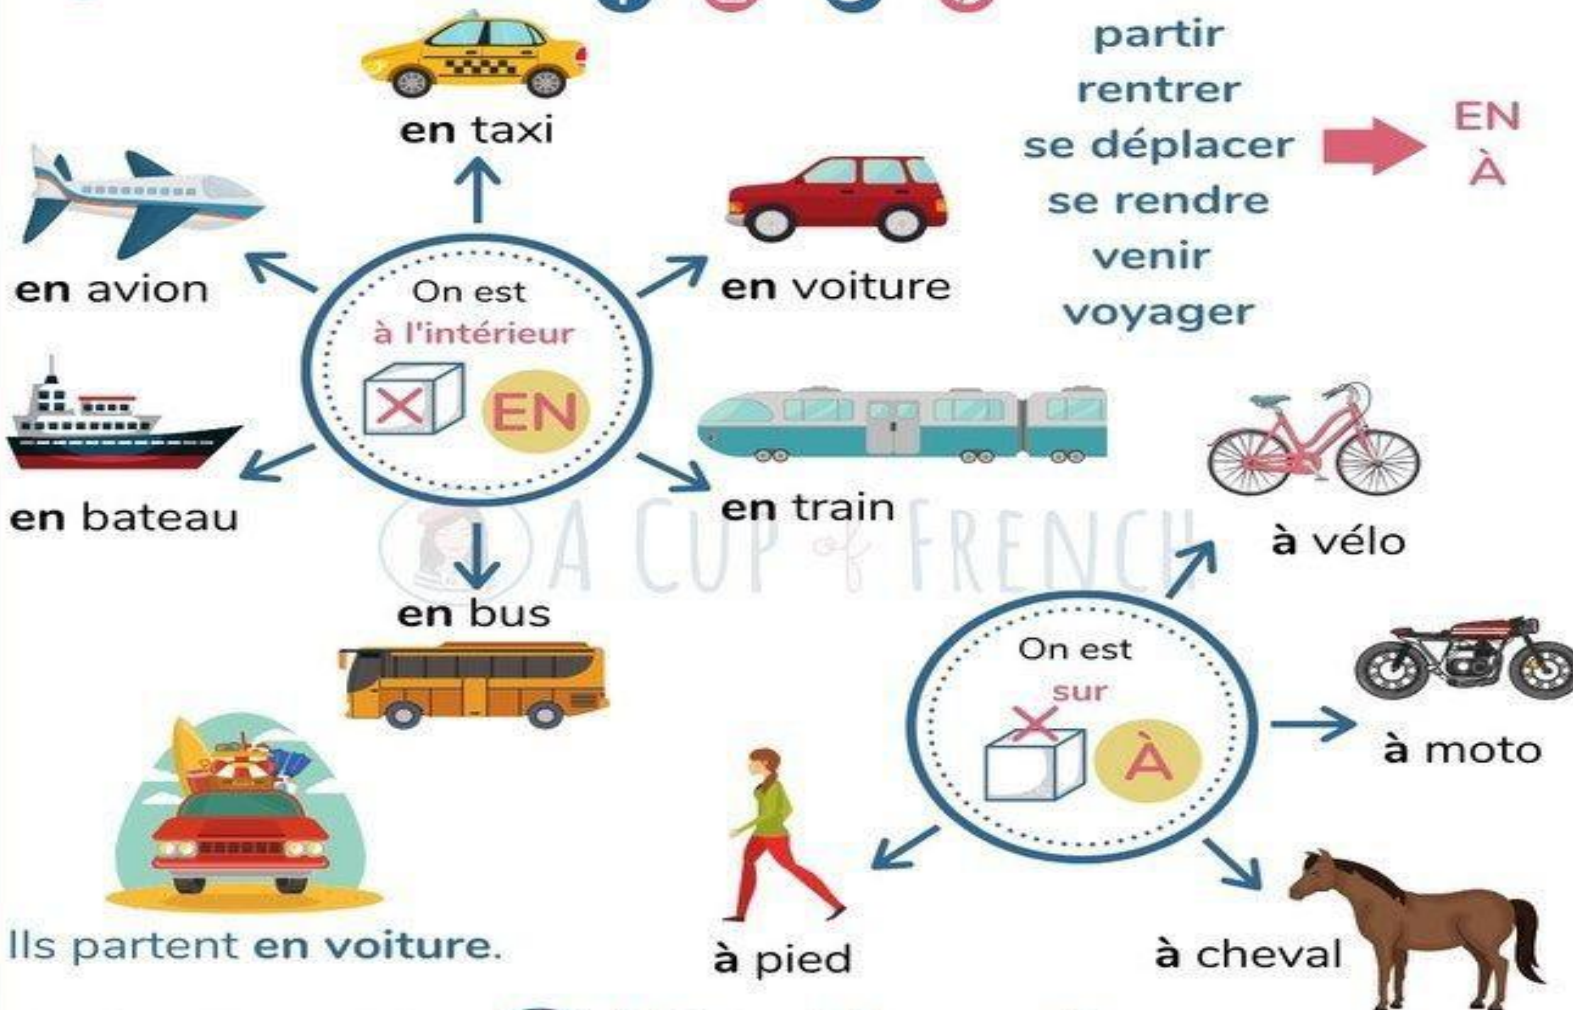 partir
rentrer
se déplacer
se rendre
venir
voyager
EN
À
en taxi
en avion
en voiture
On est
à l'intérieur
EN
en bateau
en train
en bus
A CUP of FRENCH
à vélo
On est
sur
À
à moto
à pied
à cheval
Ils partent en voiture.